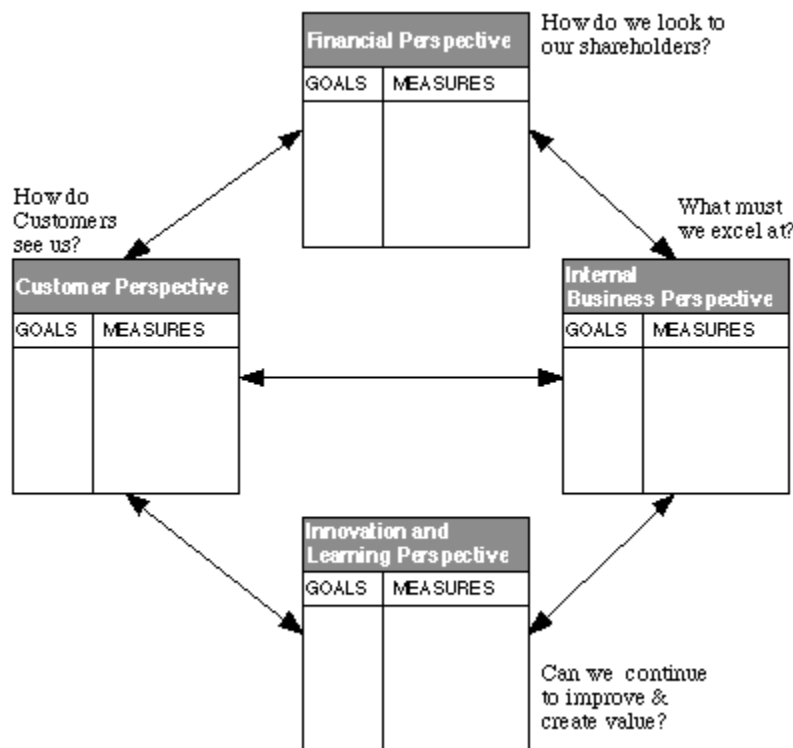 Financial Perspective
How do we look to
our shareholders?
GOALS MEASURES
How do
Customers
see us?
What must
we excel at?
Customer Perspective
GOALS MEASURES
Internal
Business Perspective
GOALS MEASURES
Innovation and
Learning Perspective
GOALS MEASURES
Can we continue
to improve &
create value?